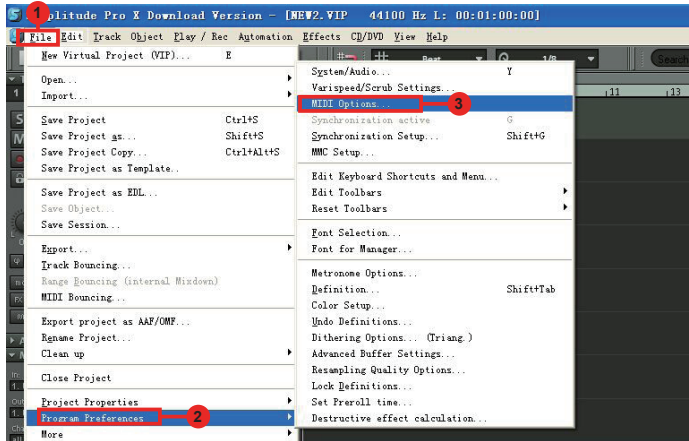 1
mplitude Pro X Download Version - [NEW2.VIP 44100 Hz L: 00:01:00:00]
File Edit Track Object Play / Rec Automation Effects CD/DVD View Help
Bear 1/8 Search
New Virtual Project (VIP)... E
Open...
Import...
Save Project Ctrl+S
Save Project as... Shift+S
Save Project Copy... Ctrl+Alt+S
Save Project as Template..
Save Project as EDL...
Save Object...
Save Session...
Export...
Track Bouncing...
Range Bouncing (internal Mixdown)
MIDI Bouncing...
Export project as AAF/OMF...
Rename Project...
Clean up
Close Project
Project Properties
Program Preferences 2
More
System/Audio... Y
Varispeed/Scrub Settings...
MIDI Options... 3
Synchronization active G
Synchronization Setup... Shift+G
MMC Setup...
Edit Keyboard Shortcuts and Menu...
Edit Toolbars
Reset Toolbars
Font Selection...
Font for Manager...
Metronome Options...
Definition... Shift+Tab
Color Setup...
Undo Definitions...
Dithering Options... (Triang.)
Advanced Buffer Settings...
Resampling Quality Options...
Lock Definitions...
Set Preroll time...
Destructive effect calculation...
11 13